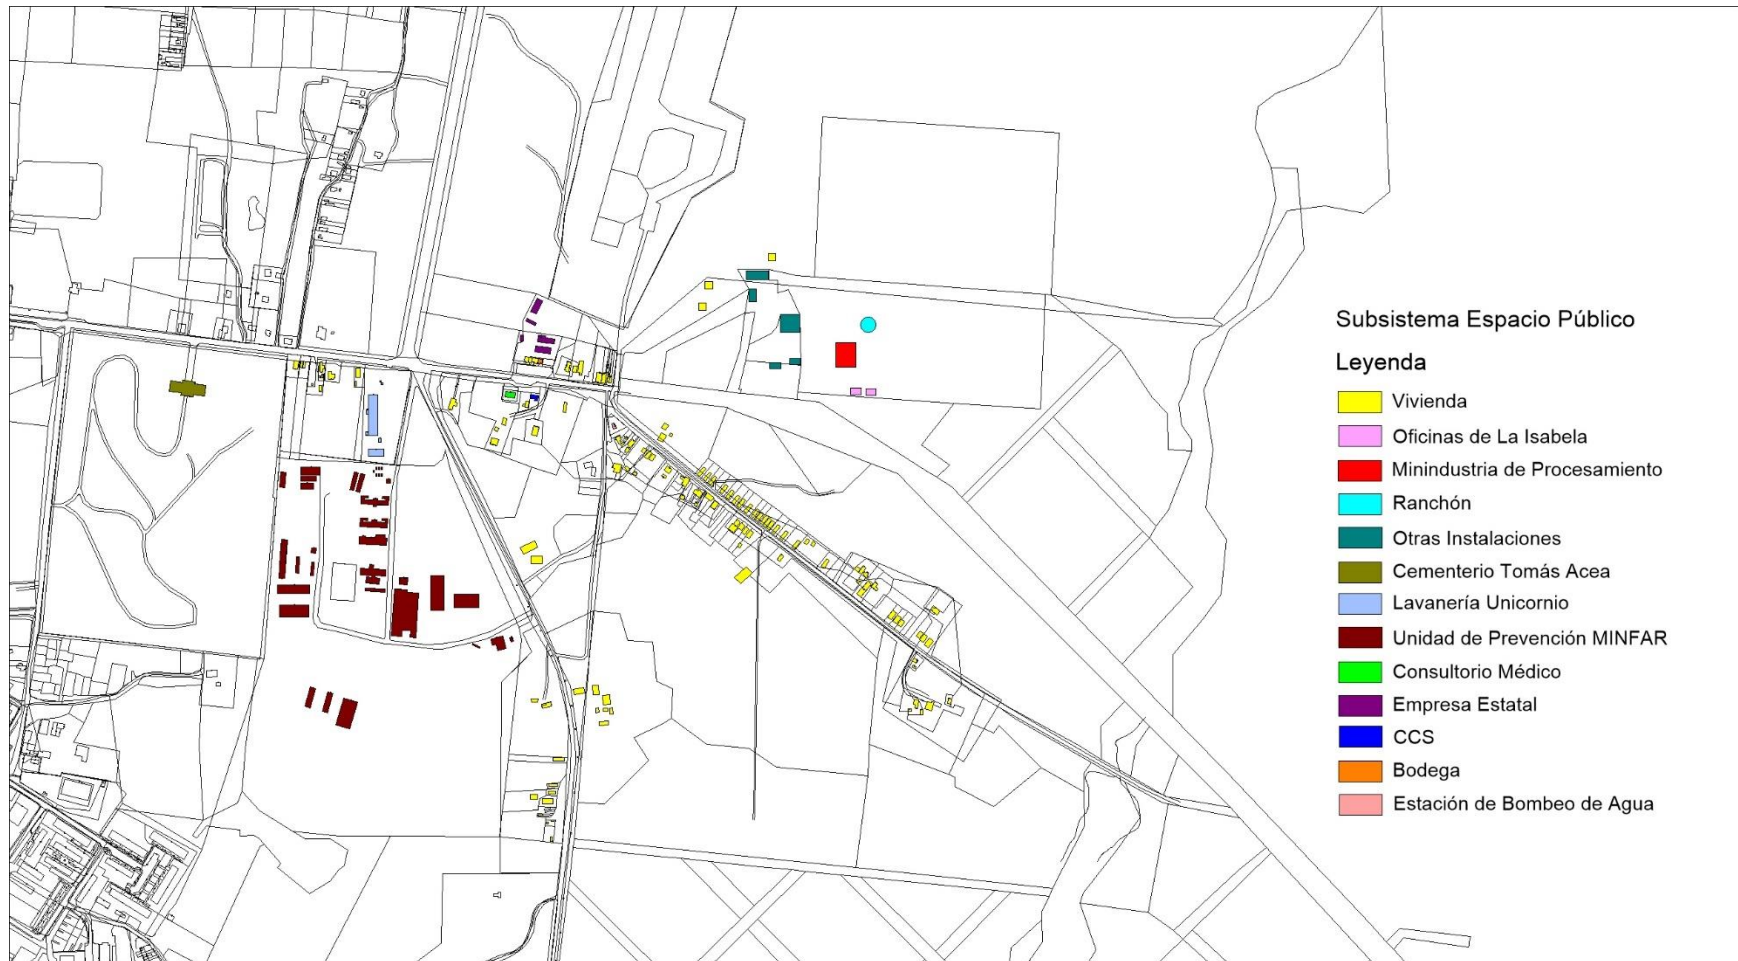 Subsistema Espacio Público
Leyenda
Vivienda
Oficinas de La Isabela
Minindustria de Procesamiento
Ranchón
Otras Instalaciones
Cementerio Tomás Acea
Lavanería Unicornio
Unidad de Prevención MINFAR
Consultorio Médico
Empresa Estatal
CCS
Bodega
Estación de Bombeo de Agua